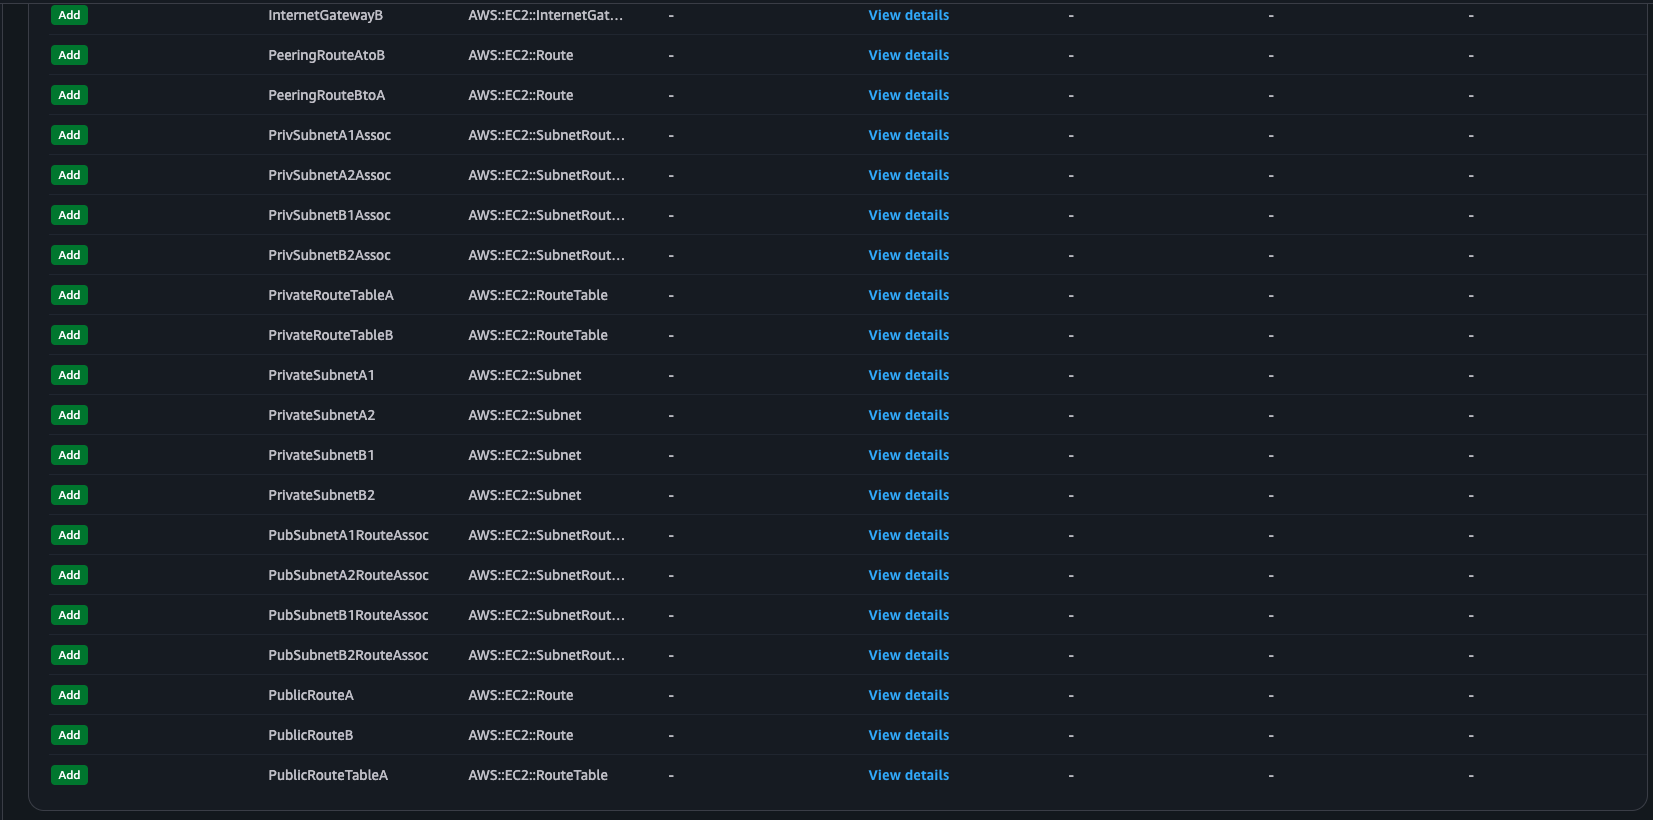 Add InternetGatewayB AWS::EC2::InternetGat... - View details - - -
Add PeeringRouteAtoB AWS::EC2::Route - View details - - -
Add PeeringRouteBtoA AWS::EC2::Route - View details - - -
Add PrivSubnetA1Assoc AWS::EC2::SubnetRout... - View details - - -
Add PrivSubnetA2Assoc AWS::EC2::SubnetRout... - View details - - -
Add PrivSubnetB1Assoc AWS::EC2::SubnetRout... - View details - - -
Add PrivSubnetB2Assoc AWS::EC2::SubnetRout... - View details - - -
Add PrivateRouteTableA AWS::EC2::RouteTable - View details - - -
Add PrivateRouteTableB AWS::EC2::RouteTable - View details - - -
Add PrivateSubnetA1 AWS::EC2::Subnet - View details - - -
Add PrivateSubnetA2 AWS::EC2::Subnet - View details - - -
Add PrivateSubnetB1 AWS::EC2::Subnet - View details - - -
Add PrivateSubnetB2 AWS::EC2::Subnet - View details - - -
Add PubSubnetA1RouteAssoc AWS::EC2::SubnetRout... - View details - - -
Add PubSubnetA2RouteAssoc AWS::EC2::SubnetRout... - View details - - -
Add PubSubnetB1RouteAssoc AWS::EC2::SubnetRout... - View details - - -
Add PubSubnetB2RouteAssoc AWS::EC2::SubnetRout... - View details - - -
Add PublicRouteA AWS::EC2::Route - View details - - -
Add PublicRouteB AWS::EC2::Route - View details - - -
Add PublicRouteTableA AWS::EC2::RouteTable - View details - - -